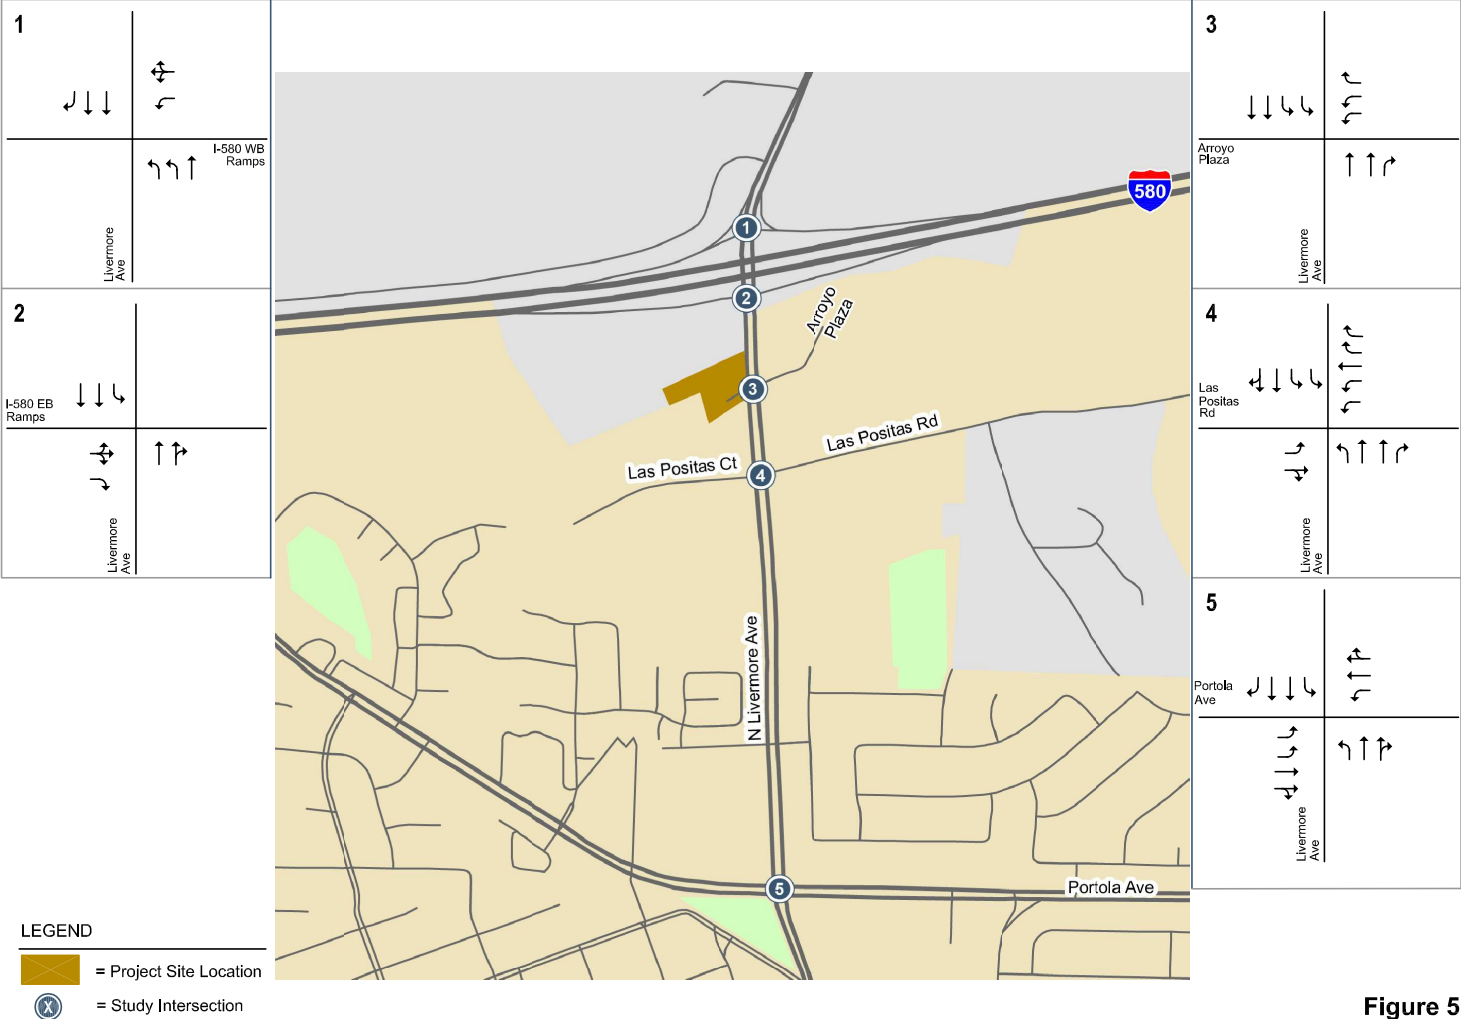 1
I-580 WB
Ramps
Livermore
Ave
2
I-580 EB
Ramps
Livermore
Ave
3
Arroyo
Plaza
Livermore
Ave
4
Las
Positas
Rd
Livermore
Ave
5
Portola
Ave
Livermore
Ave
580
1
2
Arroyo
Plaza
3
Las Positas Rd
Las Positas Ct
4
N Livermore Ave
5
Portola Ave
LEGEND
= Project Site Location
X
= Study Intersection
Figure 5